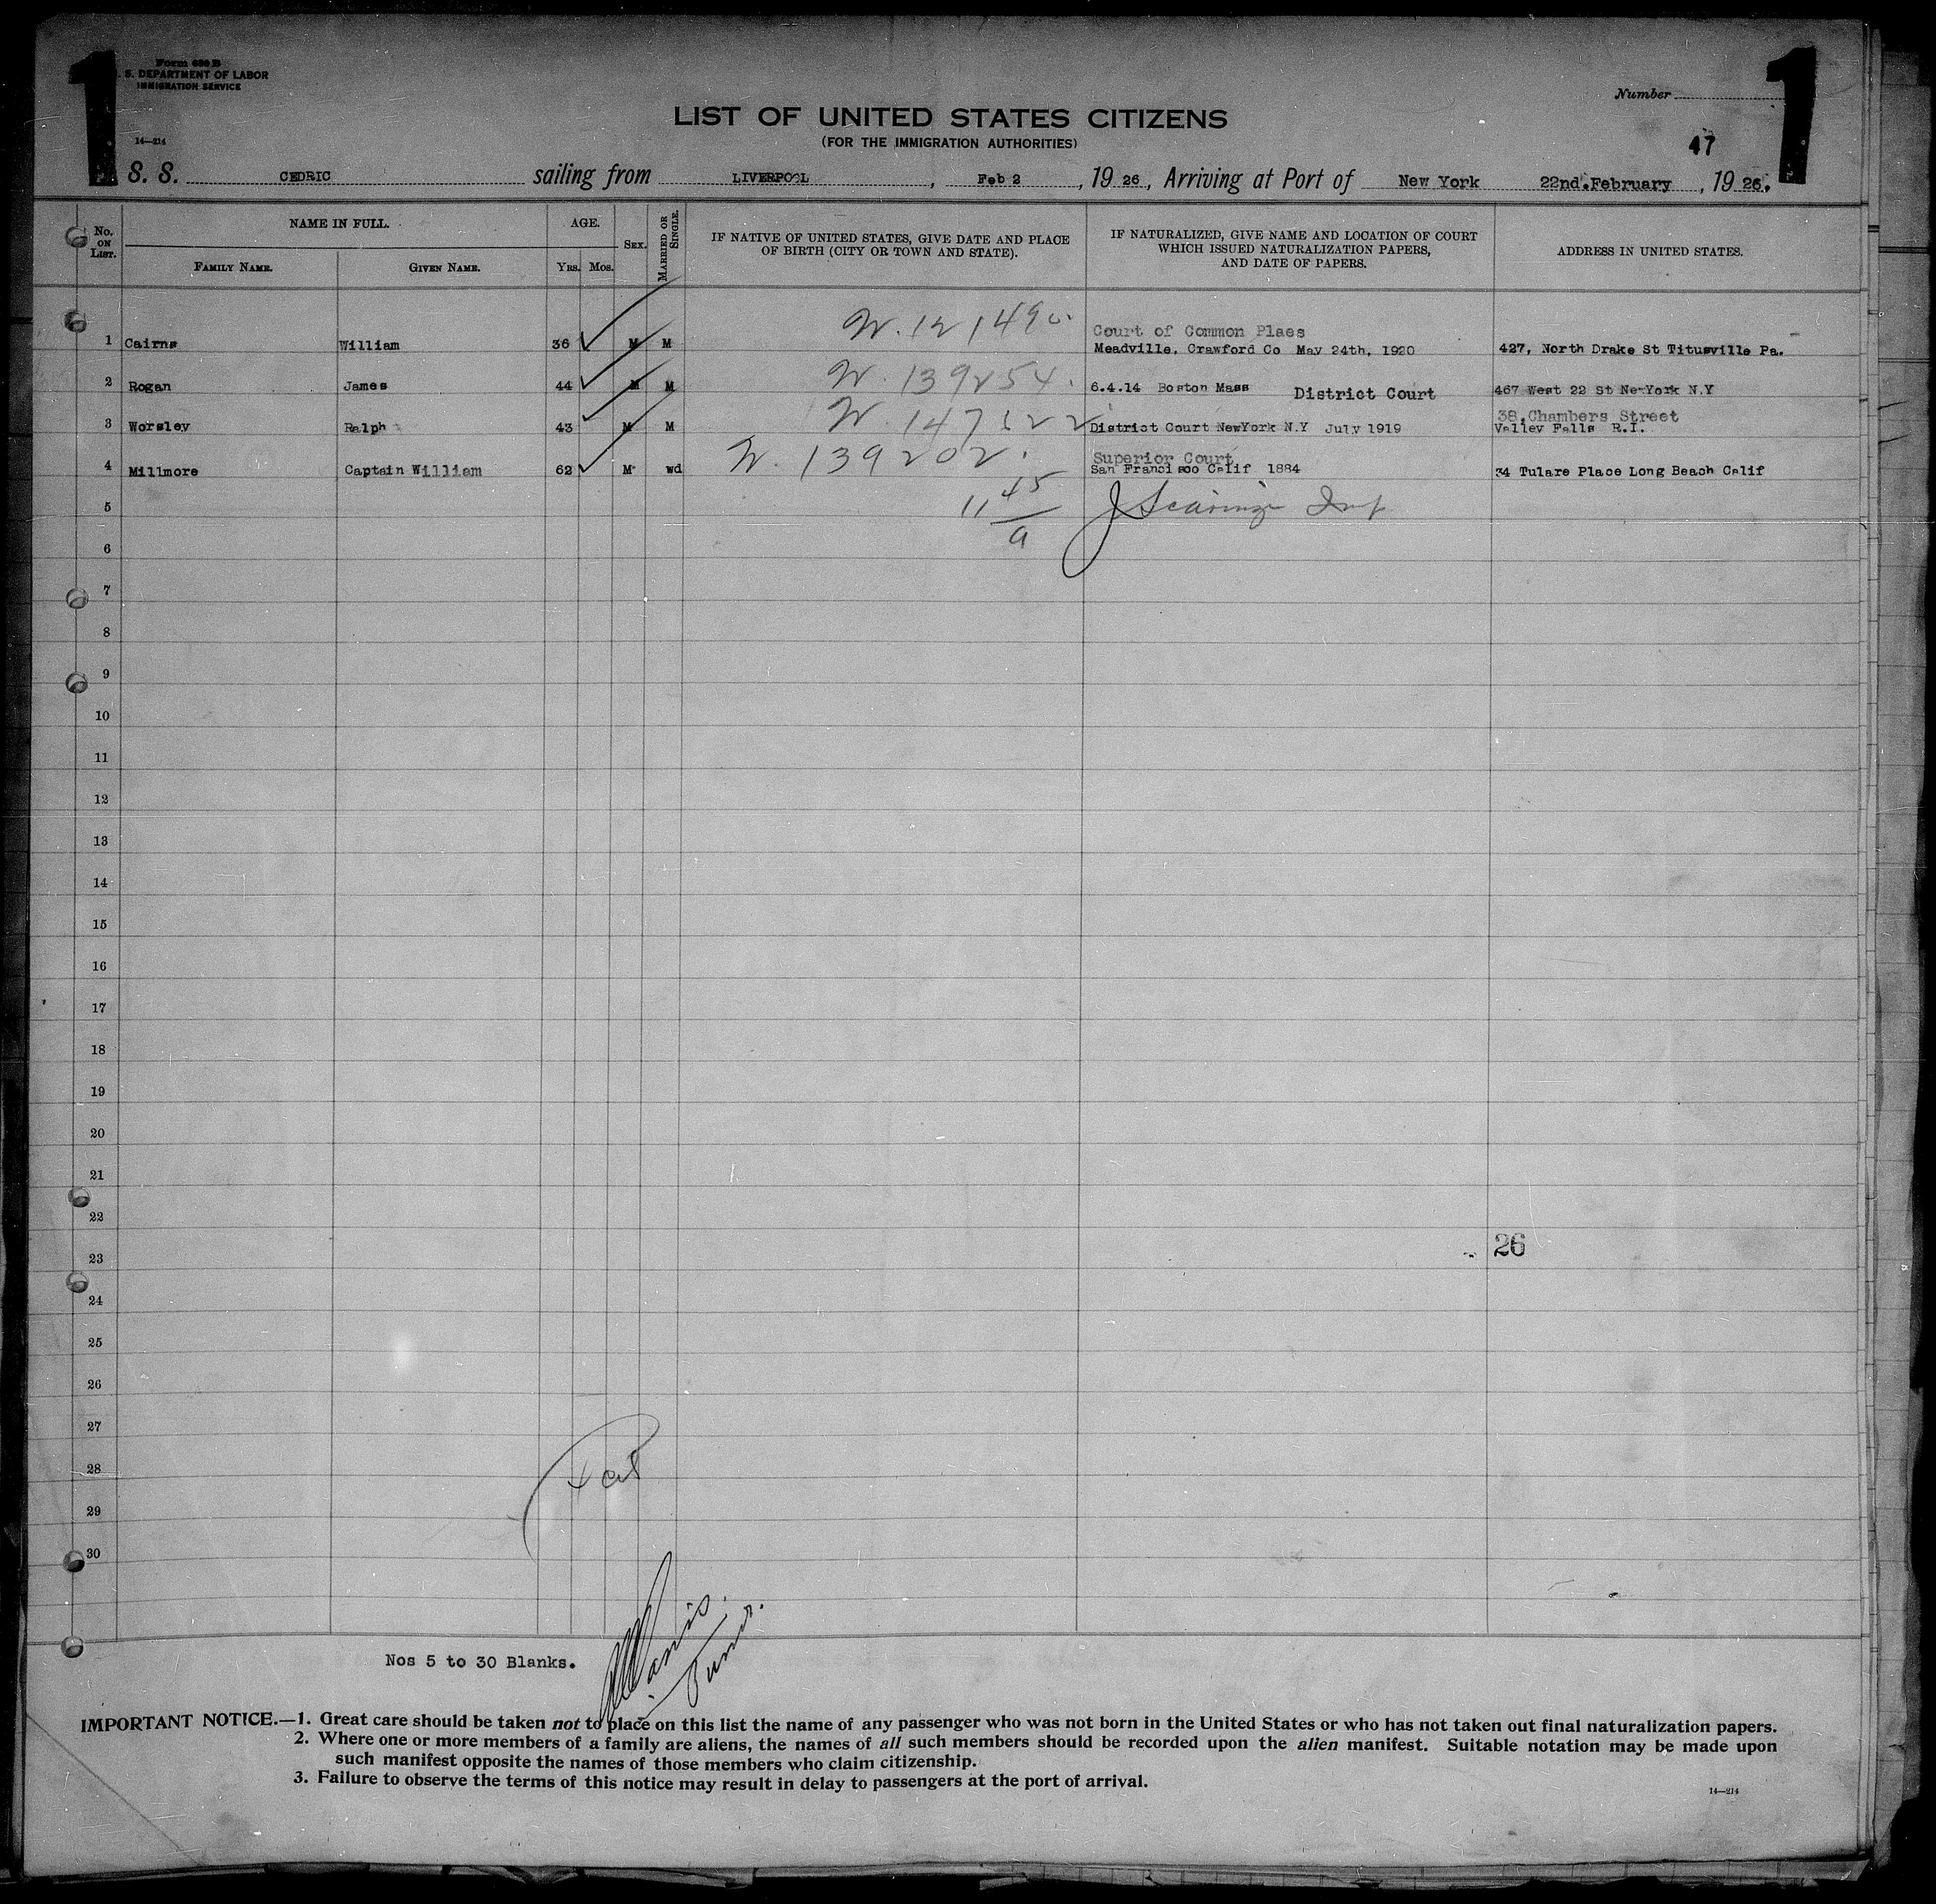 1
Form 630 B
S. DEPARTMENT OF LABOR
IMMIGRATION SERVICE
14—214
Number
1
LIST OF UNITED STATES CITIZENS
(FOR THE IMMIGRATION AUTHORITIES)
47
S. S. CEDRIC sailing from LIVERPOOL, Feb 2, 1926, Arriving at Port of New York 22nd.February, 1926.
No. ON LIST.
NAME IN FULL.
FAMILY NAME.
GIVEN NAME.
AGE.
YRS. MOS.
SEX.
MARRIED OR SINGLE.
IF NATIVE OF UNITED STATES, GIVE DATE AND PLACE OF BIRTH (CITY OR TOWN AND STATE).
IF NATURALIZED, GIVE NAME AND LOCATION OF COURT WHICH ISSUED NATURALIZATION PAPERS, AND DATE OF PAPERS.
ADDRESS IN UNITED STATES.
1 Cairns William 36 M M N. 121490. Court of Common Plaes Meadville, Crawford Co May 24th, 1920 427, North Drake St Titusville Pa.
2 Rogan James 44 M M N. 139254. 6.4.14 Boston Mass District Court 467 West 22 St NewYork N.Y
3 Worsley Ralph 43 M M N. District Court NewYork N.Y July 1919 38,Chambers Street Valley Falls R.I.
4 Millmore Captain William 62 M wd N. 139202. Superior Court San Francisco Calif 1884 34 Tulare Place Long Beach Calif
5 11 45/a
6
7
8
9
10
11
12
13
14
15
16
17
18
19
20
21
22
23 26
24
25
26
27
28
29
30
Nos 5 to 30 Blanks.
IMPORTANT NOTICE.—1. Great care should be taken not to place on this list the name of any passenger who was not born in the United States or who has not taken out final naturalization papers.
2. Where one or more members of a family are aliens, the names of all such members should be recorded upon the alien manifest. Suitable notation may be made upon
such manifest opposite the names of those members who claim citizenship.
3. Failure to observe the terms of this notice may result in delay to passengers at the port of arrival.
14—214